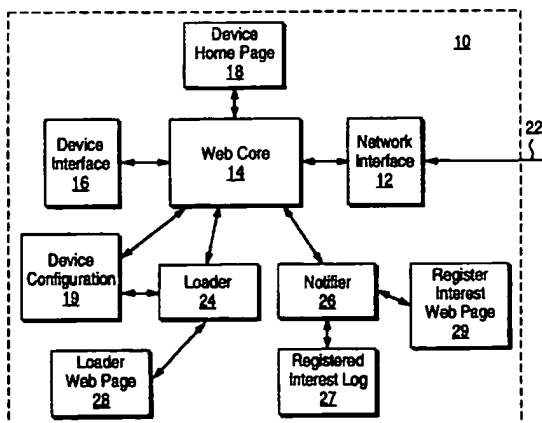 Device
Home Page
18
10
Device
Interface
16
Web Core
14
Network
Interface
12
22
Device
Configuration
19
Loader
24
Notifier
26
Register
Interest
Web Page
29
Loader
Web Page
28
Registered
Interest Log
27